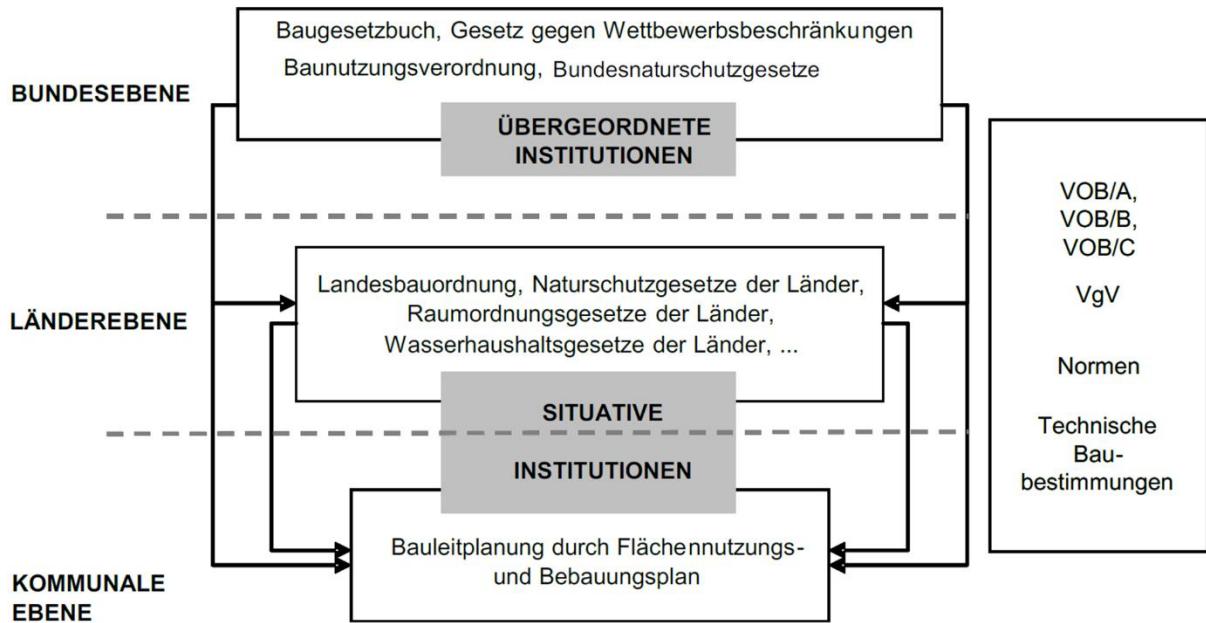 Baugesetzbuch, Gesetz gegen Wettbewerbsbeschränkungen
Baunutzungsverordnung, Bundesnaturschutzgesetze
BUNDESEBENE
ÜBERGEORDNETE
INSTITUTIONEN
Landesbauordnung, Naturschutzgesetze der Länder,
Raumordnungsgesetze der Länder,
Wasserhaushaltsgesetze der Länder, ...
LÄNDEREBENE
SITUATIVE
INSTITUTIONEN
Bauleitplanung durch Flächennutzungs-
und Bebauungsplan
KOMMUNALE
EBENE
VOB/A,
VOB/B,
VOB/C
VgV
Normen
Technische
Bau-
bestimmungen